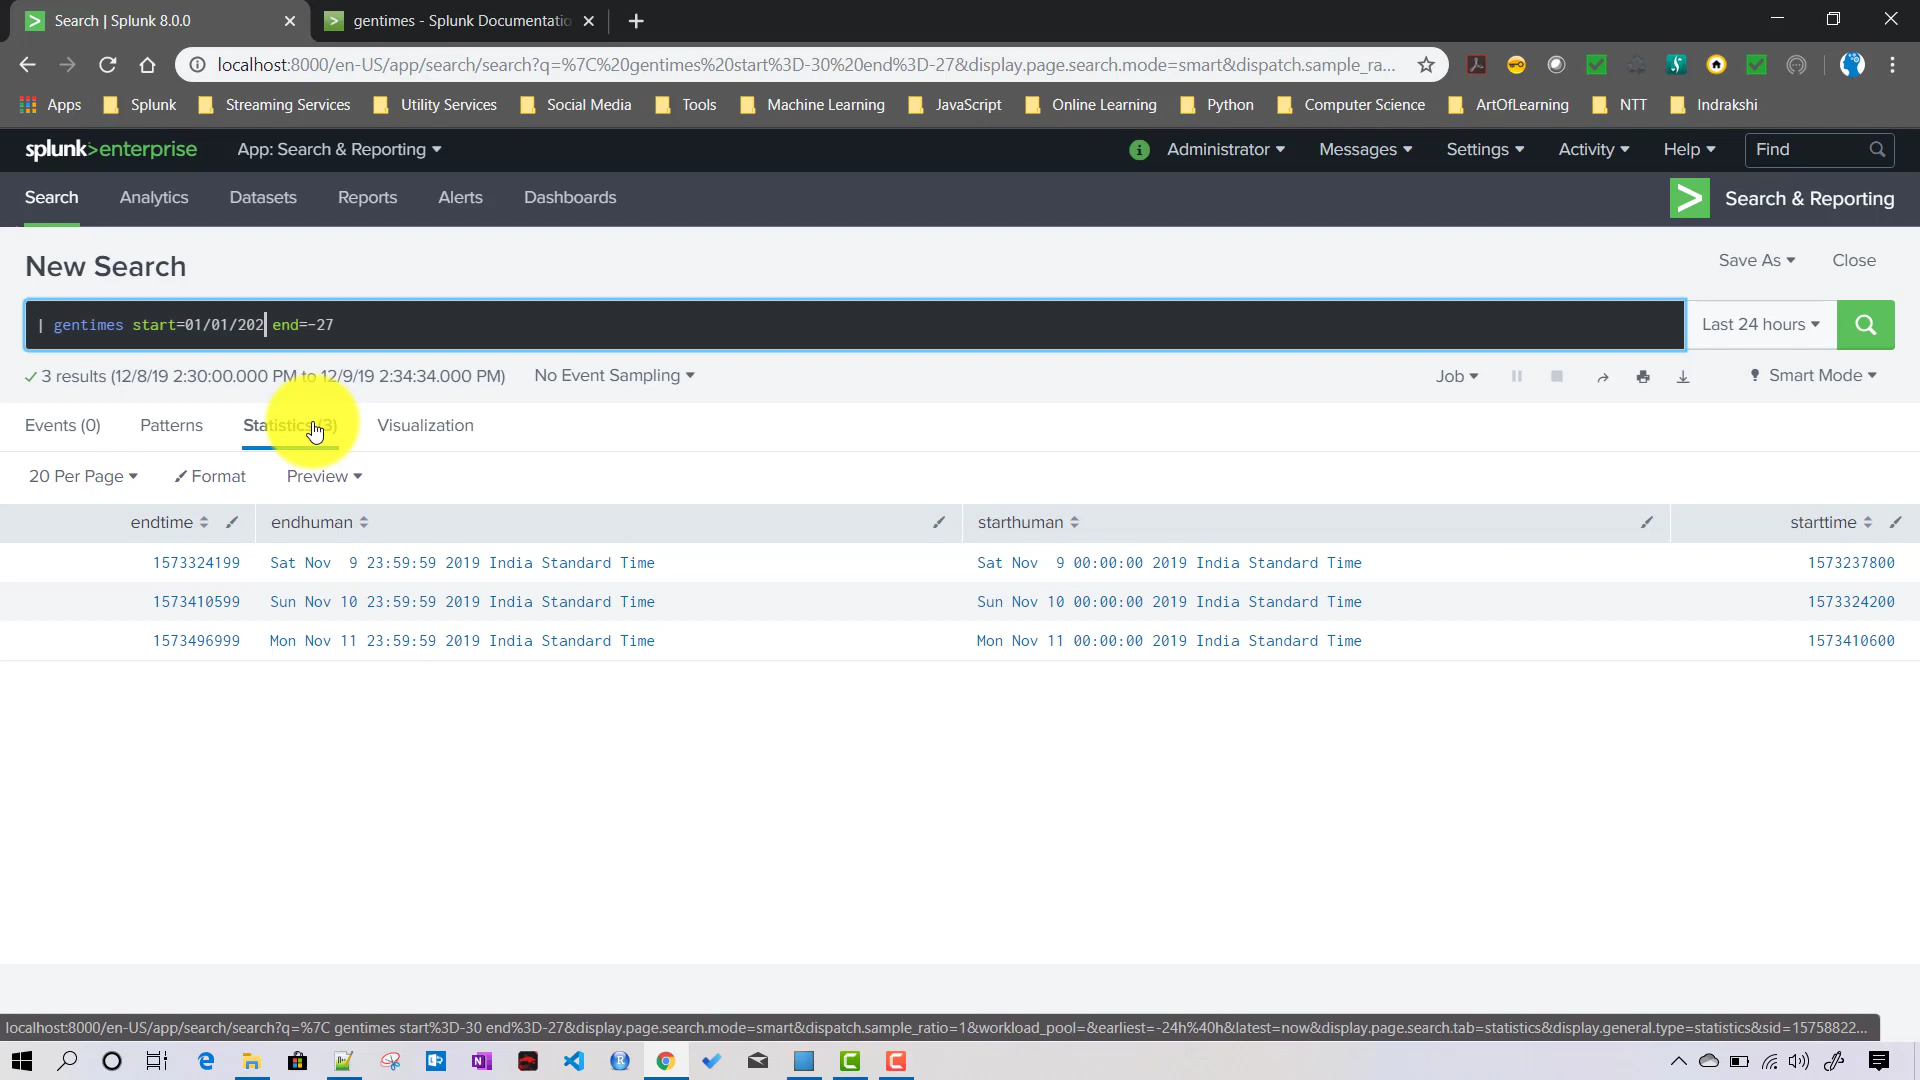 Search | Splunk 8.0.0
gentimes - Splunk Documentatio
localhost:8000/en-US/app/search/search?q=%7C%20gentimes%20start%3D-30%20end%3D-27&display.page.search.mode=smart&dispatch.sample_ra...
Apps Splunk Streaming Services Utility Services Social Media Tools Machine Learning JavaScript Online Learning Python Computer Science ArtOfLearning NTT Indrakshi
splunk>enterprise App: Search & Reporting Administrator Messages Settings Activity Help Find
Search Analytics Datasets Reports Alerts Dashboards Search & Reporting
New Search Save As Close
| gentimes start=01/01/202 end=-27 Last 24 hours
3 results (12/8/19 2:30:00.000 PM to 12/9/19 2:34:34.000 PM) No Event Sampling Job Smart Mode
Events (0) Patterns Statistics (3) Visualization
20 Per Page Format Preview
endtime endhuman starthuman starttime
1573324199 Sat Nov 9 23:59:59 2019 India Standard Time Sat Nov 9 00:00:00 2019 India Standard Time 1573237800
1573410599 Sun Nov 10 23:59:59 2019 India Standard Time Sun Nov 10 00:00:00 2019 India Standard Time 1573324200
1573496999 Mon Nov 11 23:59:59 2019 India Standard Time Mon Nov 11 00:00:00 2019 India Standard Time 1573410600
localhost:8000/en-US/app/search/search?q=%7C gentimes start%3D-30 end%3D-27&display.page.search.mode=smart&dispatch.sample_ratio=1&workload_pool=&earliest=-24h%40h&latest=now&display.page.search.tab=statistics&display.general.type=statistics&sid=15758822...